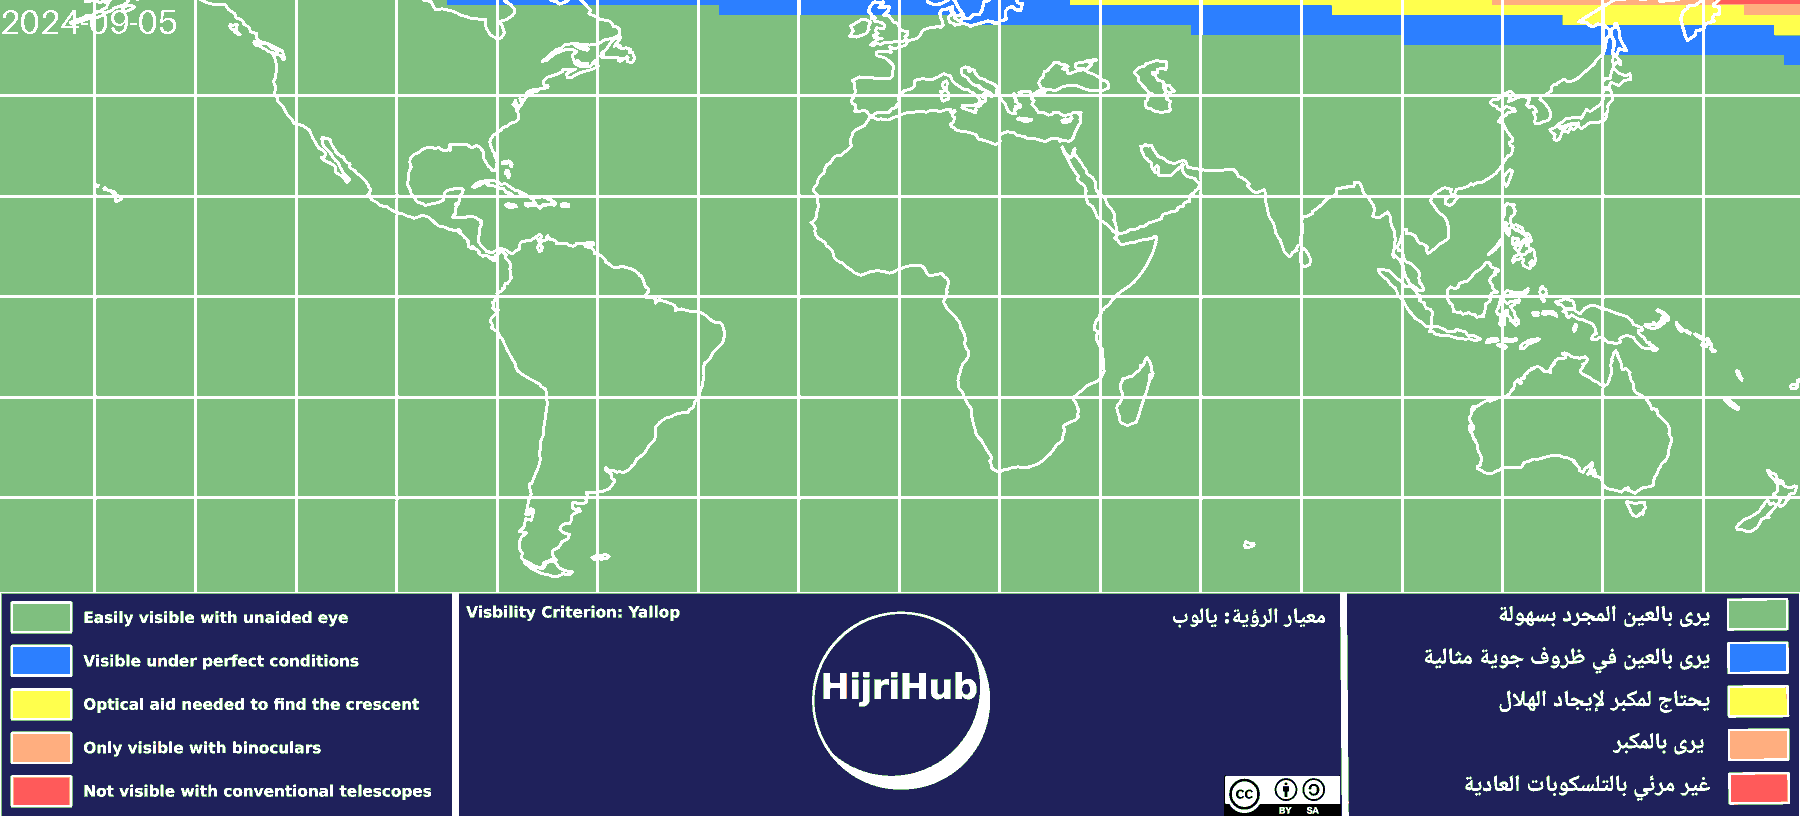 2024-09-05
Easily visible with unaided eye
Visible under perfect conditions
Optical aid needed to find the crescent
Only visible with binoculars
Not visible with conventional telescopes
Visbility Criterion: Yallop
معيار الرؤية: يالوب
HijriHub
cc
BY SA
يرى بالعين المجرد بسهولة
يرى بالعين في ظروف جوية مثالية
يحتاج لمكبر لإيجاد الهلال
يرى بالمكبر
غير مرئي بالتلسكوبات العادية